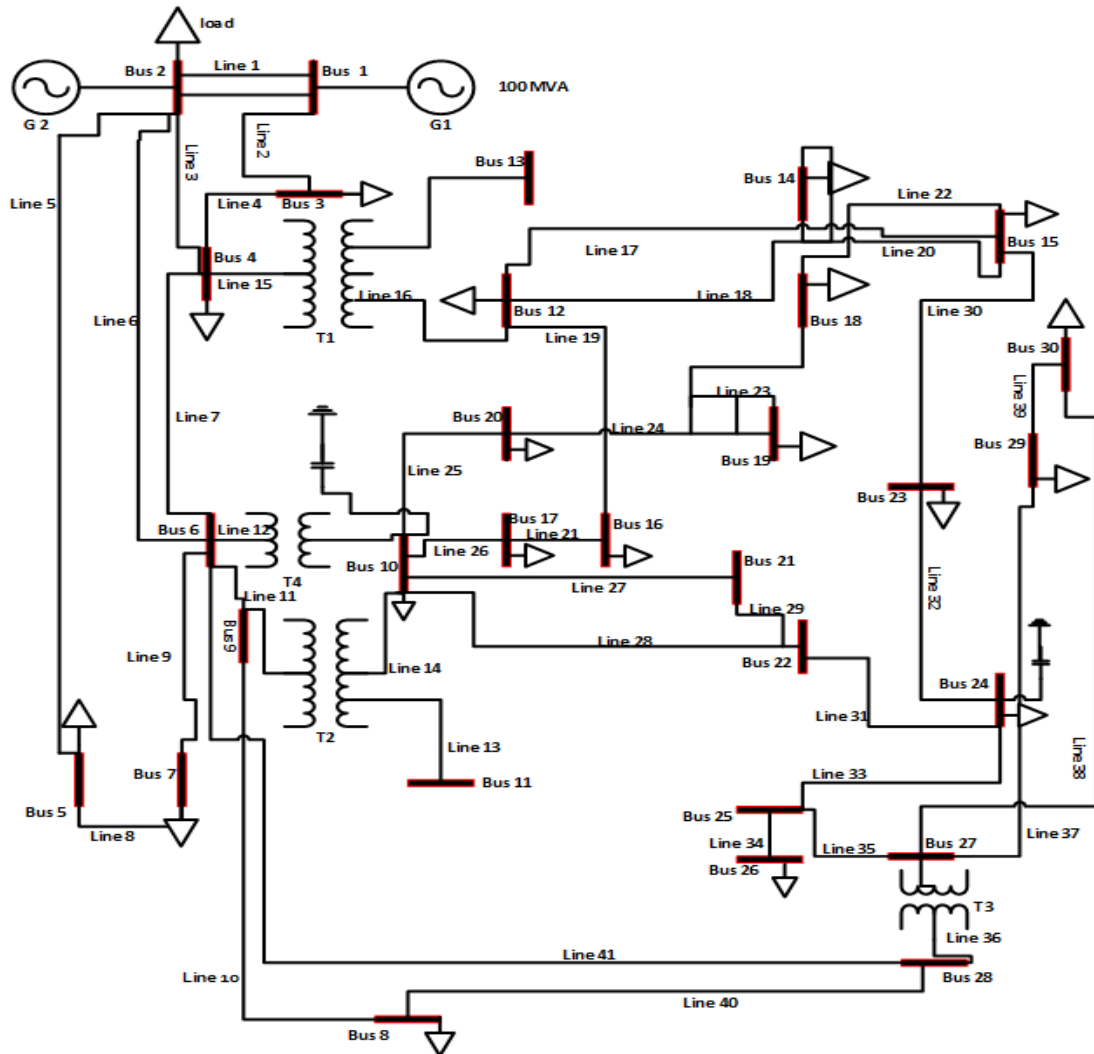 load
Bus 2
Line 1
Bus 1
100 MVA
G 2
G1
Line 2
Line 3
Line 5
Line 4
Bus 3
Bus 13
Bus 14
Line 22
Bus 15
Line 17
Line 20
Bus 4
Line 15
Line 16
Line 18
Bus 12
Bus 18
Line 30
Line 6
T1
Line 19
Bus 30
Line 39
Line 23
Line 7
Bus 20
Line 24
Bus 29
Bus 19
Line 25
Bus 23
Bus 6
Line 12
Bus 17
Bus 16
Line 21
Line 26
Bus 10
Bus 21
T4
Line 27
Line 32
Line 11
Line 29
Bus 9
Line 28
Bus 22
Line 9
Line 14
Bus 24
Line 31
T2
Line 13
Line 38
Bus 7
Bus 11
Line 33
Bus 5
Bus 25
Line 8
Line 37
Line 34
Bus 27
Line 35
Bus 26
T3
Line 36
Line 41
Line 10
Bus 28
Line 40
Bus 8